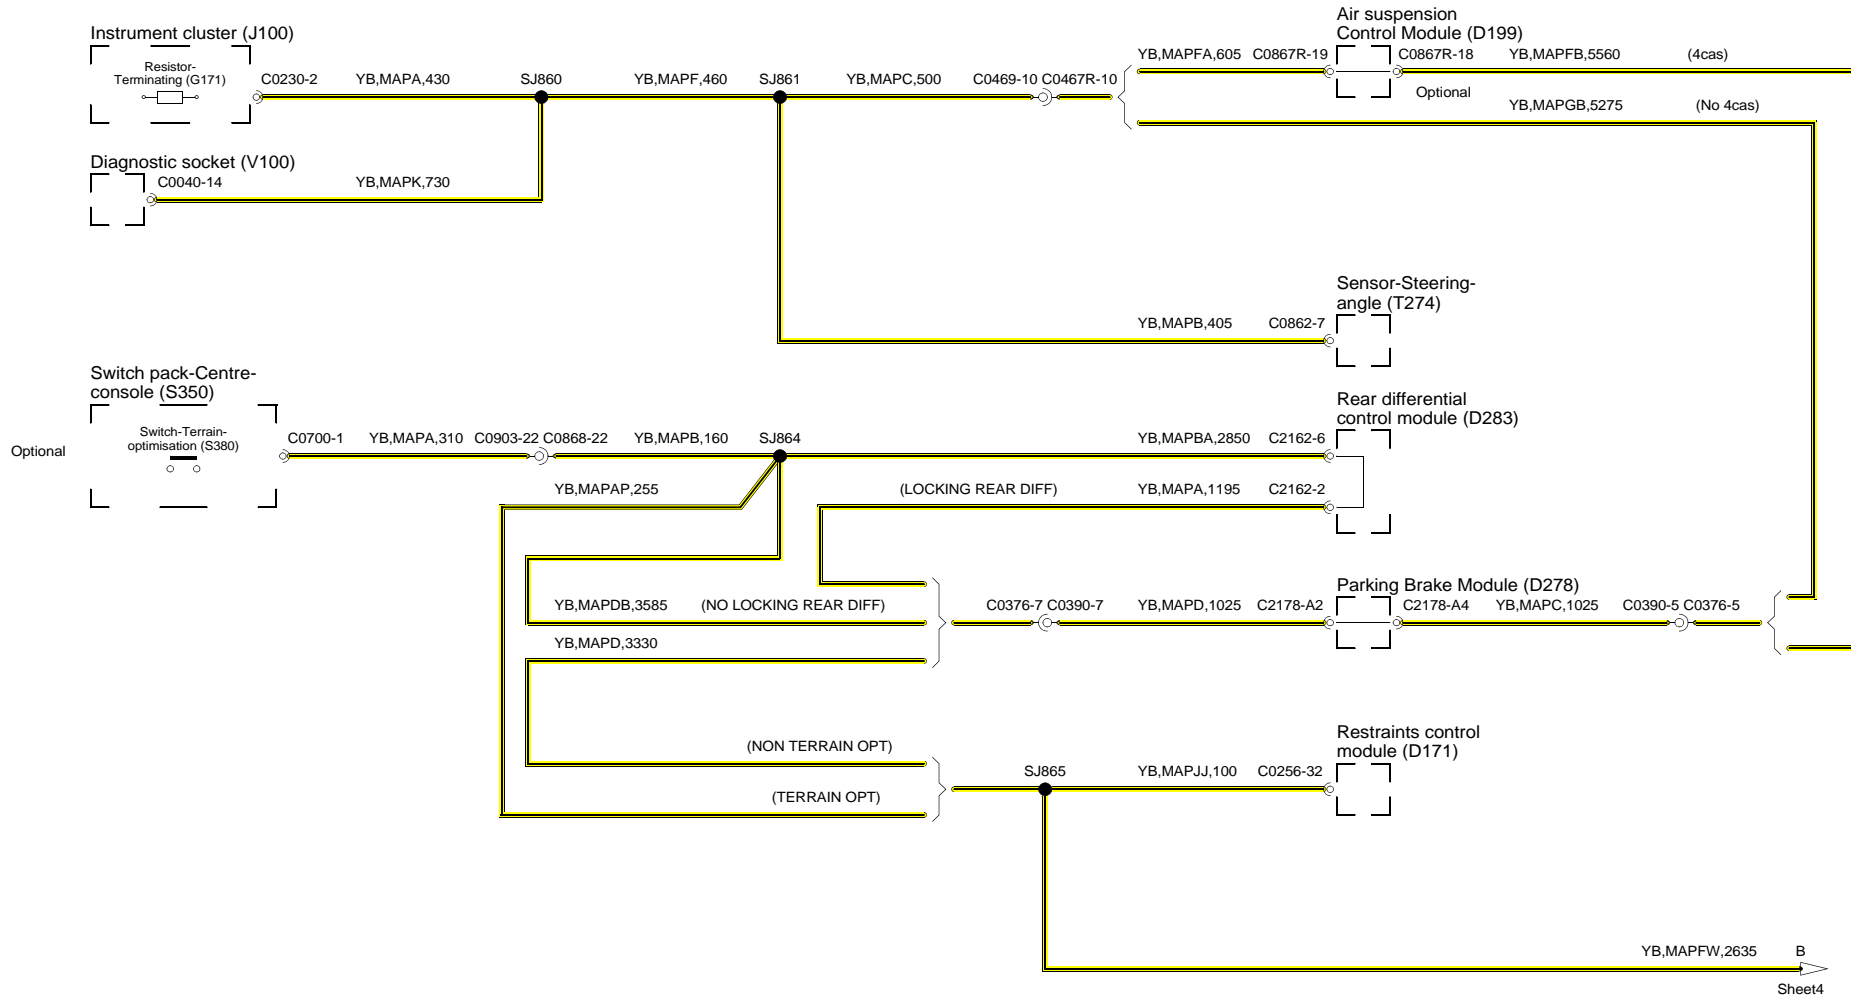 Instrument cluster (J100)
Resistor-
Terminating (G171)
C0230-2
YB,MAPA,430
SJ860
YB,MAPF,460
SJ861
YB,MAPC,500
C0469-10 C0467R-10
YB,MAPFA,605
C0867R-19
Air suspension
Control Module (D199)
C0867R-18
YB,MAPFB,5560
(4cas)
Optional
YB,MAPGB,5275
(No 4cas)
Diagnostic socket (V100)
C0040-14
YB,MAPK,730
Sensor-Steering-
angle (T274)
YB,MAPB,405
C0862-7
Switch pack-Centre-
console (S350)
Optional
Switch-Terrain-
optimisation (S380)
C0700-1
YB,MAPA,310
C0903-22 C0868-22
YB,MAPB,160
SJ864
YB,MAPBA,2850
C2162-6
Rear differential
control module (D283)
YB,MAPAP,255
(LOCKING REAR DIFF)
YB,MAPA,1195
C2162-2
YB,MAPDB,3585
(NO LOCKING REAR DIFF)
C0376-7 C0390-7
YB,MAPD,1025
C2178-A2
Parking Brake Module (D278)
C2178-A4
YB,MAPC,1025
C0390-5 C0376-5
YB,MAPD,3330
(NON TERRAIN OPT)
(TERRAIN OPT)
SJ865
YB,MAPJJ,100
C0256-32
Restraints control
module (D171)
YB,MAPFW,2635
B
Sheet4